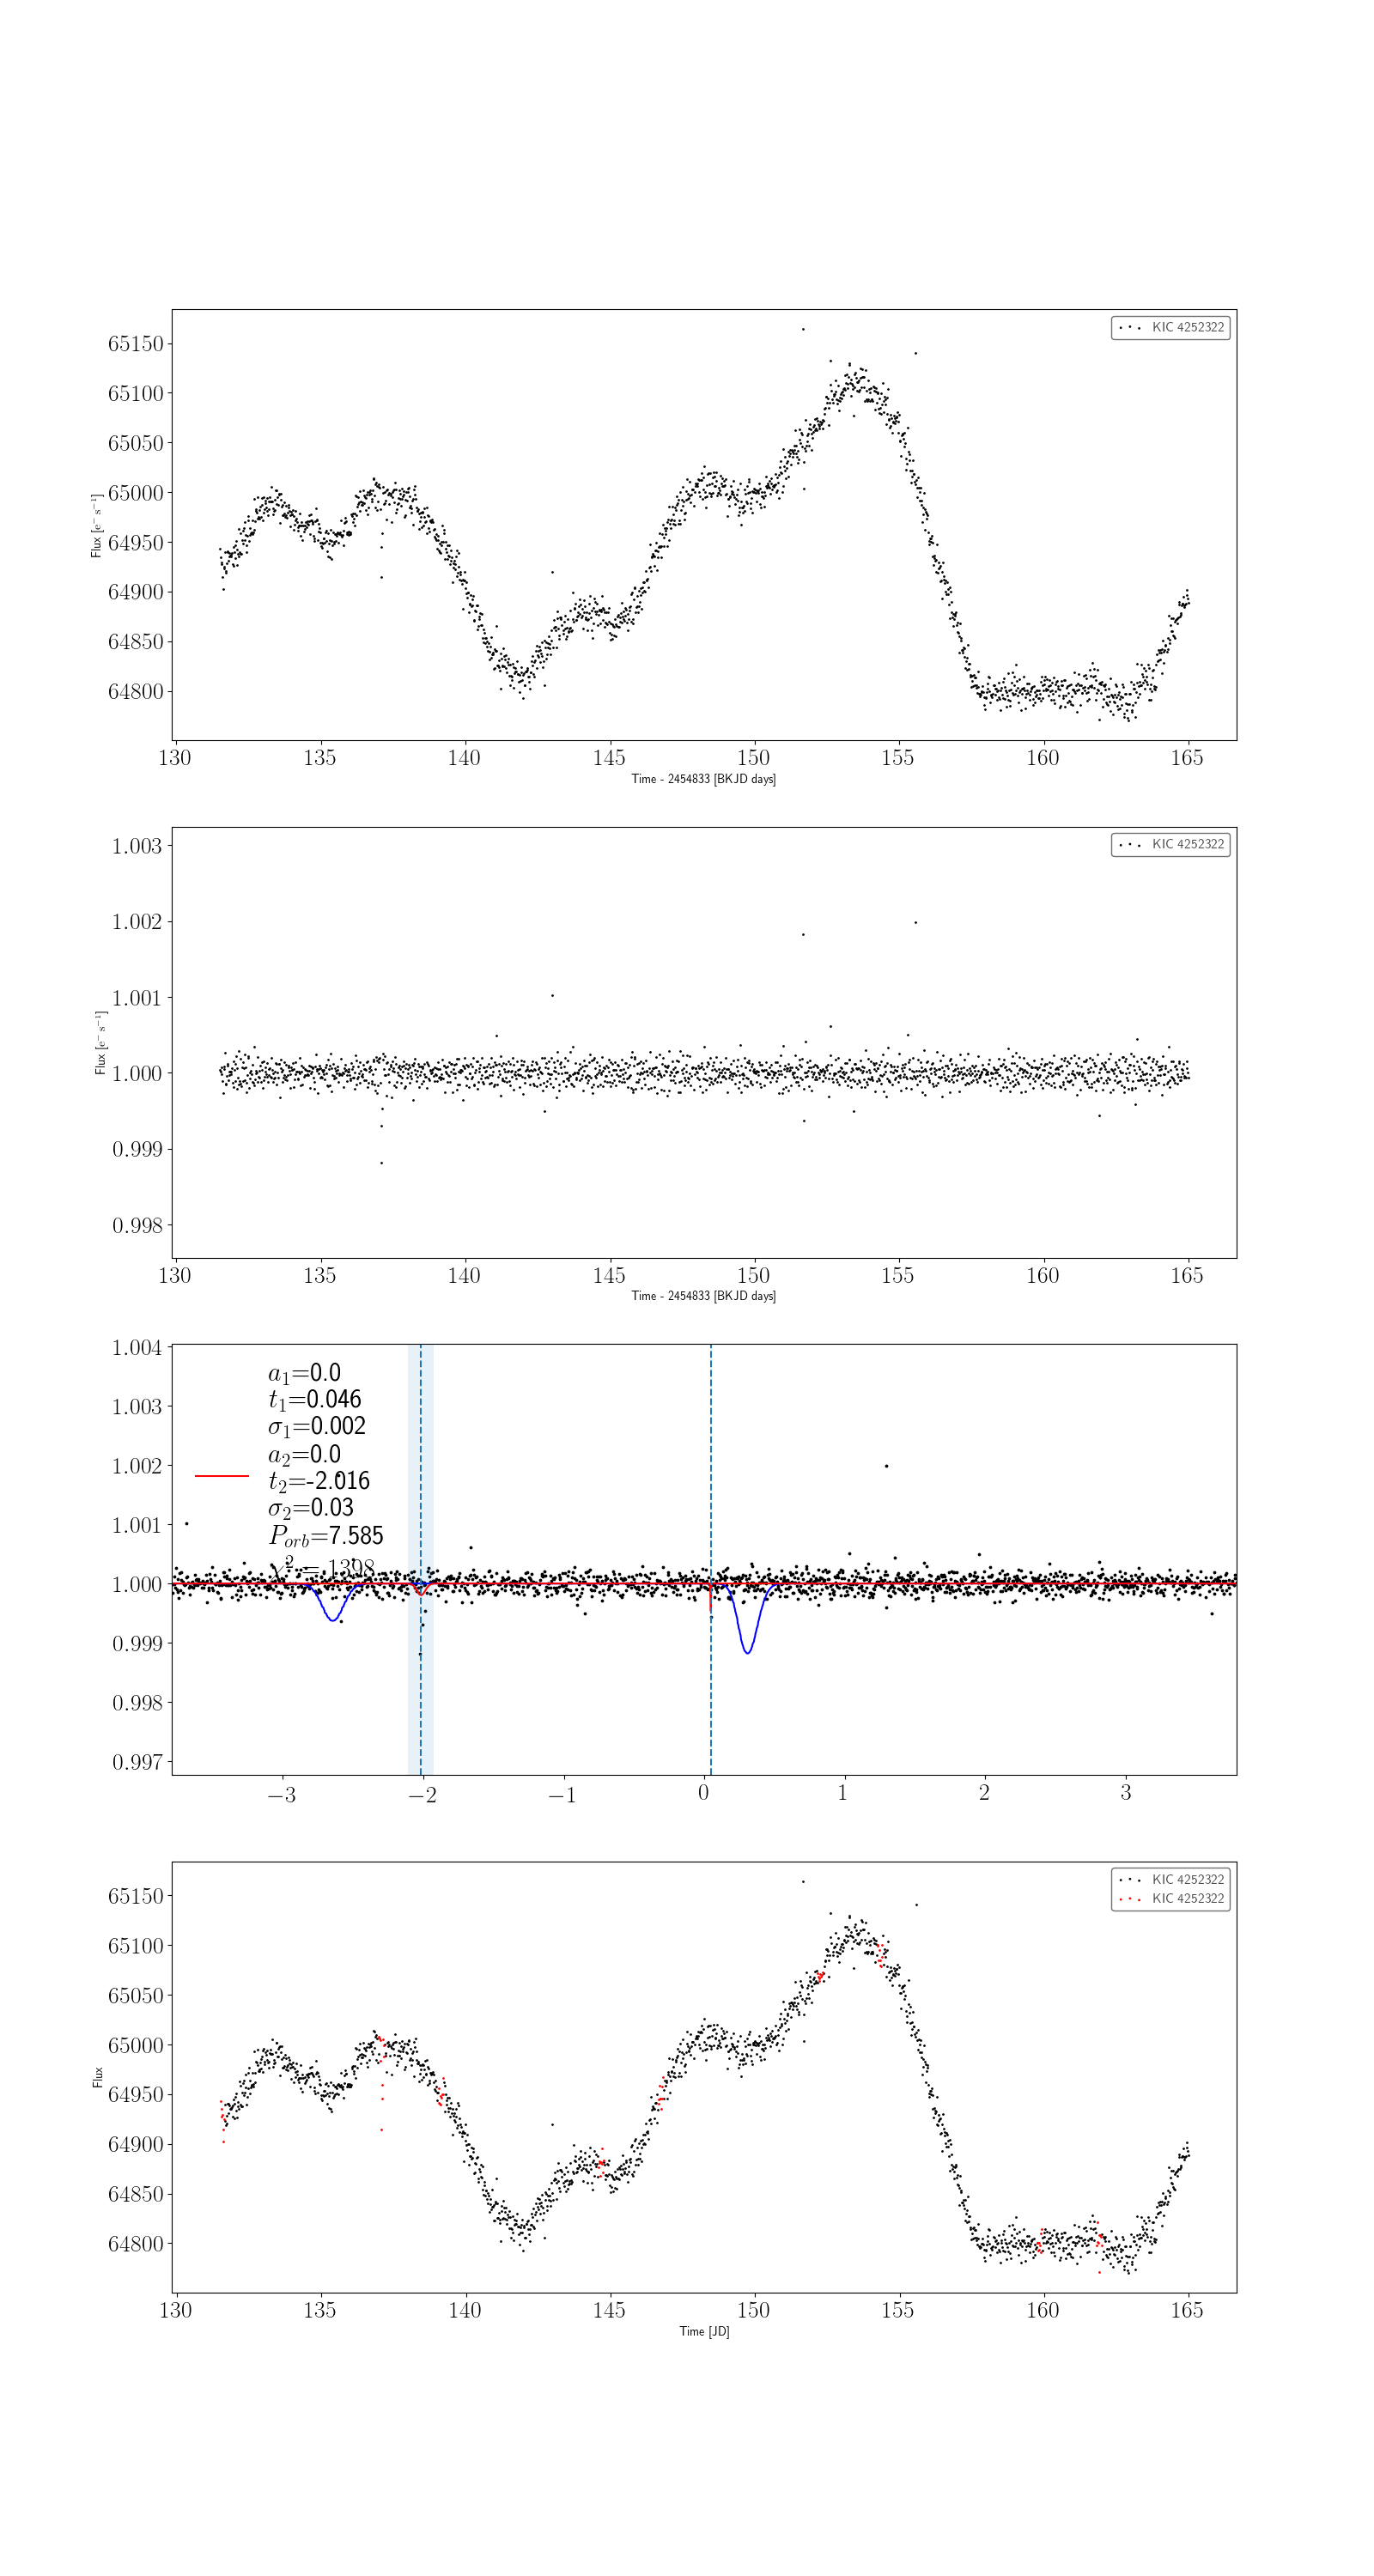 KIC 4252322
65150
65100
65050
65000
64950
64900
64850
64800
Flux [e⁻ s⁻¹]
130 135 140 145 150 155 160 165
Time - 2454833 [BKJD days]
KIC 4252322
1.003
1.002
1.001
1.000
0.999
0.998
Flux [e⁻ s⁻¹]
130 135 140 145 150 155 160 165
Time - 2454833 [BKJD days]
1.004
1.003
1.002
1.001
1.000
0.999
0.998
0.997
a₁=0.0
t₁=0.046
σ₁=0.002
a₂=0.0
t₂=-2.016
σ₂=0.03
P_orb=7.585
χ² = 1398
−3 −2 −1 0 1 2 3
KIC 4252322
KIC 4252322
65150
65100
65050
65000
64950
64900
64850
64800
Flux
130 135 140 145 150 155 160 165
Time [JD]